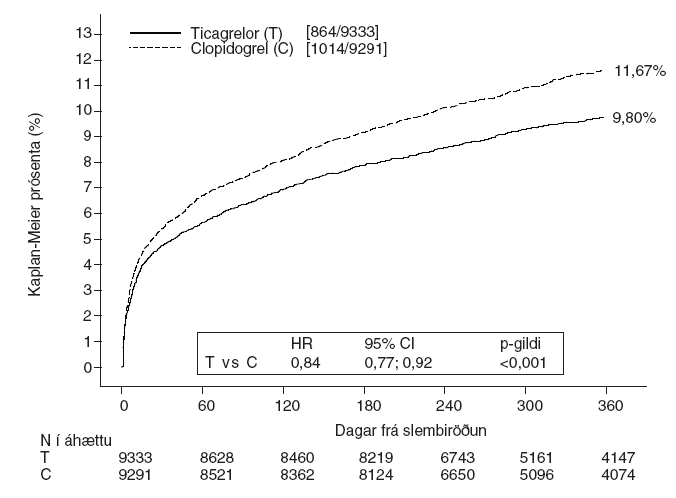 Ticagrelor (T) [864/9333]
Clopidogrel (C) [1014/9291]
13
12
11
10
9
8
7
6
5
4
3
2
1
0
Kaplan-Meier prósenta (%)
11,67%
9,80%
HR 95% CI p-gildi
T vs C 0,84 0,77; 0,92 <0,001
0 60 120 180 240 300 360
Dagar frá slembiröðun
N í áhættu
T 9333 8628 8460 8219 6743 5161 4147
C 9291 8521 8362 8124 6650 5096 4074